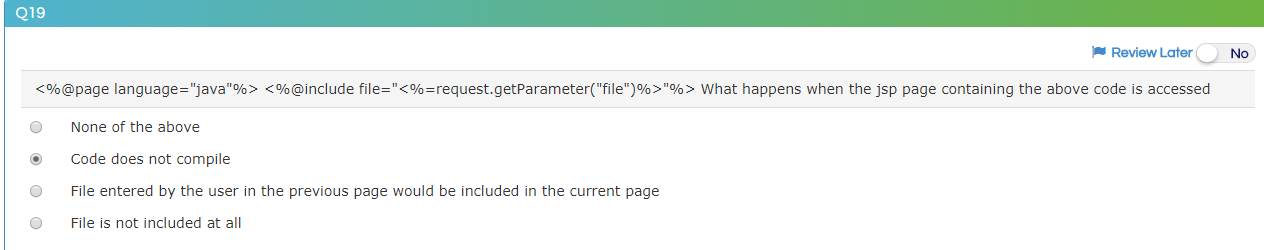 Q19
Review Later No
<%@page language="java"%> <%@include file="<%=request.getParameter("file")%>"%> What happens when the jsp page containing the above code is accessed
None of the above
Code does not compile
File entered by the user in the previous page would be included in the current page
File is not included at all